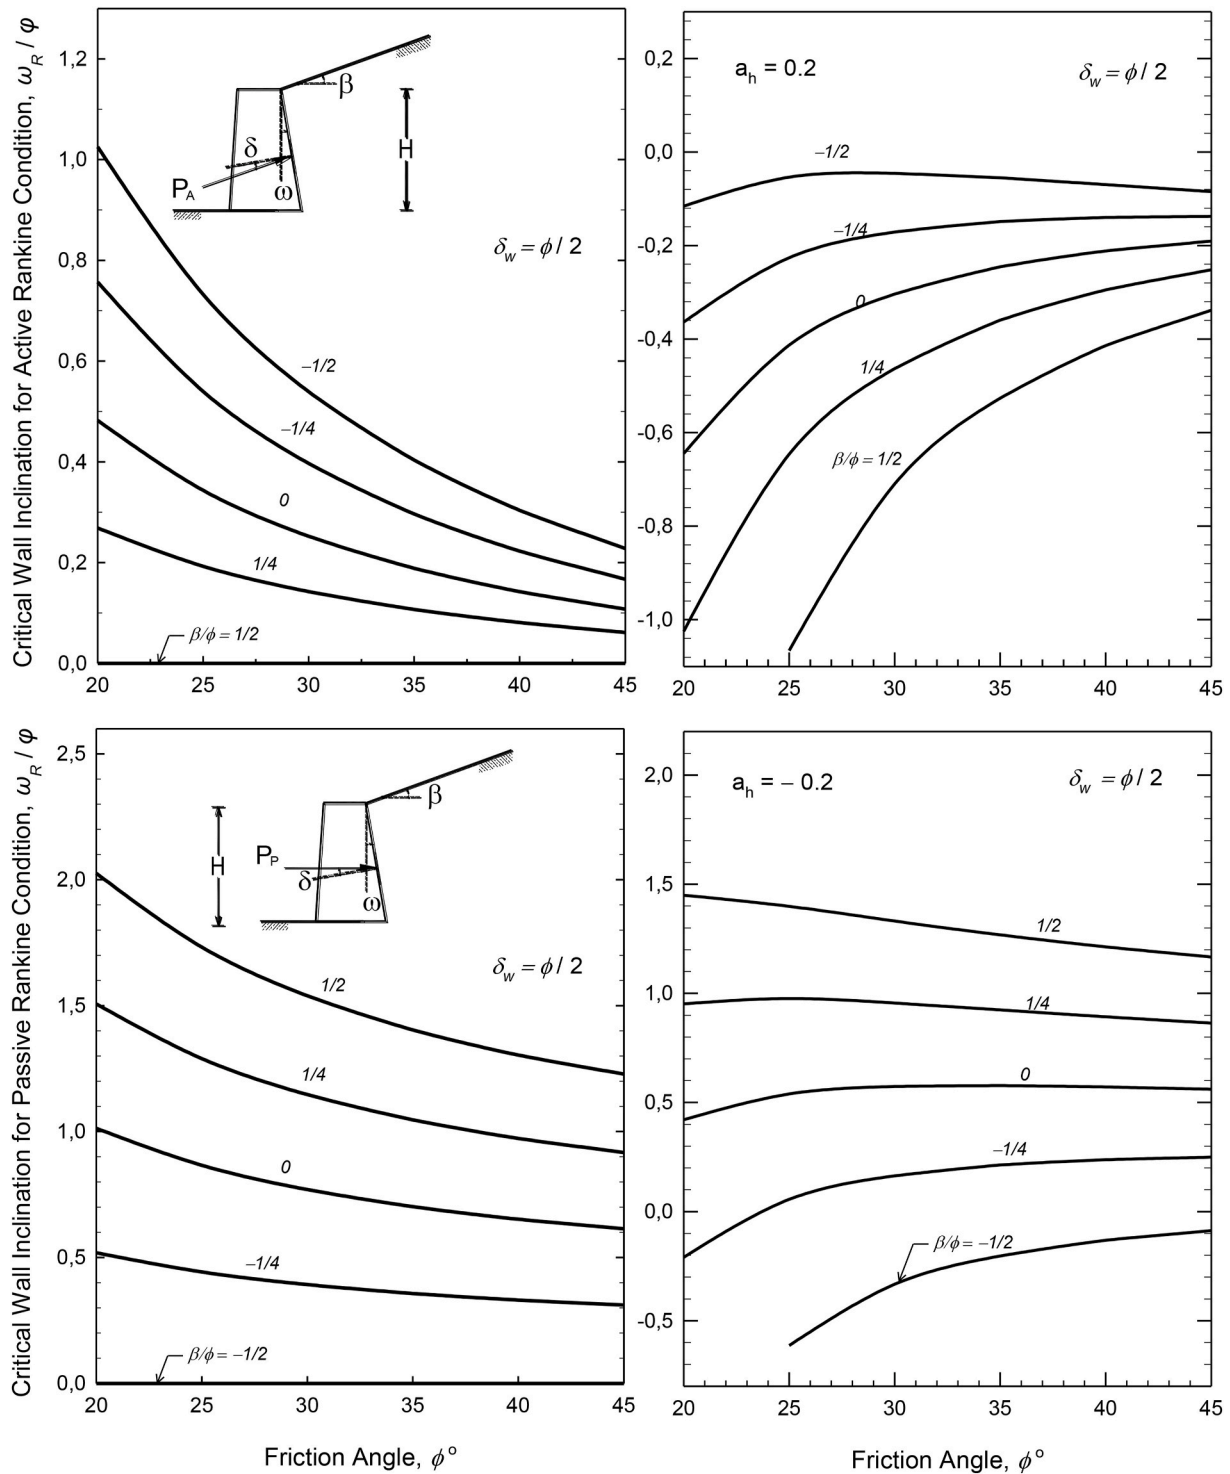 Critical Wall Inclination for Active Rankine Condition, ω_R / φ
1,2
1,0
0,8
0,6
0,4
0,2
0,0
β
H
δ
P_A
ω
δ_w = ϕ / 2
−1/2
−1/4
0
1/4
β/ϕ = 1/2
20 25 30 35 40 45
a_h = 0.2
δ_w = ϕ / 2
0,2
0,0
-0,2
-0,4
-0,6
-0,8
-1,0
−1/2
−1/4
0
1/4
β/ϕ = 1/2
20 25 30 35 40 45
Critical Wall Inclination for Passive Rankine Condition, ω_R / φ
2,5
2,0
1,5
1,0
0,5
0,0
β
H
P_P
δ
ω
δ_w = ϕ / 2
1/2
1/4
0
−1/4
β/ϕ = −1/2
20 25 30 35 40 45
Friction Angle, ϕ°
a_h = − 0.2
δ_w = ϕ / 2
2,0
1,5
1,0
0,5
0,0
-0,5
1/2
1/4
0
−1/4
β/ϕ = −1/2
20 25 30 35 40 45
Friction Angle, ϕ°